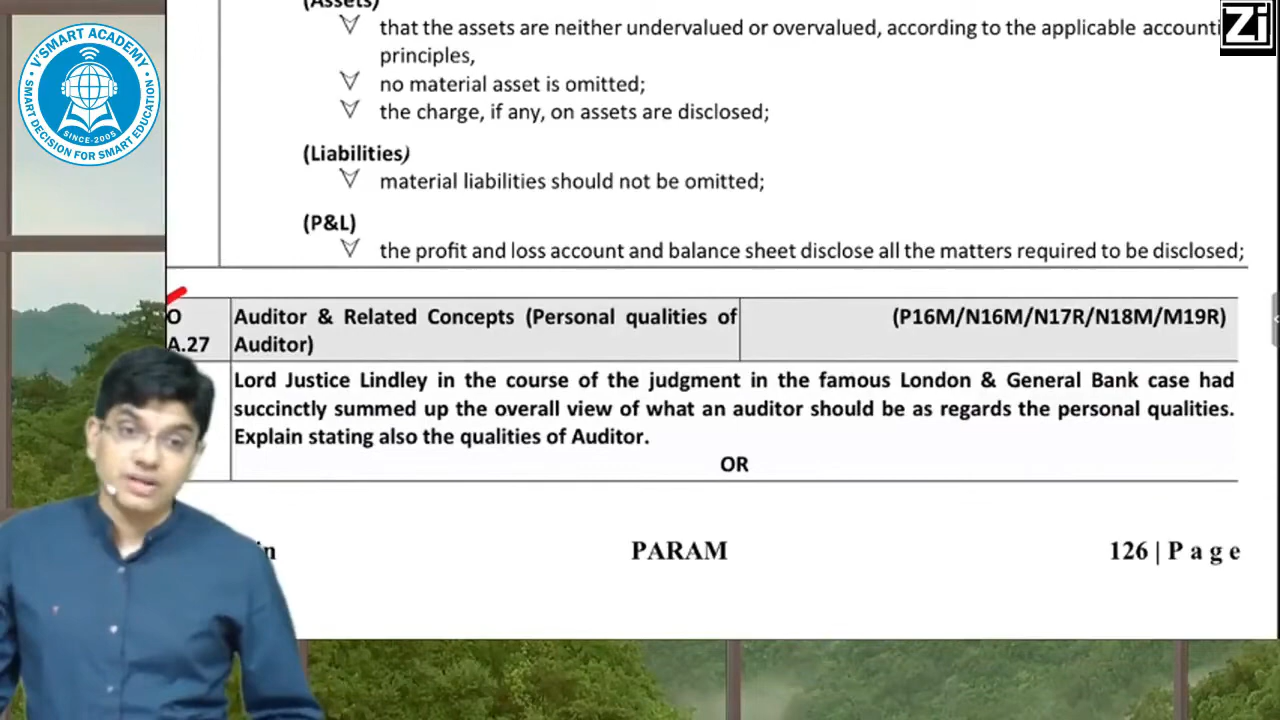 V'SMART ACADEMY
SINCE-2005
SMART DECISION FOR SMART EDUCATION
Zi
(Assets)
that the assets are neither undervalued or overvalued, according to the applicable accounti
principles,
no material asset is omitted;
the charge, if any, on assets are disclosed;
(Liabilities)
material liabilities should not be omitted;
(P&L)
the profit and loss account and balance sheet disclose all the matters required to be disclosed;
O Auditor & Related Concepts (Personal qualities of (P16M/N16M/N17R/N18M/M19R)
A.27 Auditor)
Lord Justice Lindley in the course of the judgment in the famous London & General Bank case had
succinctly summed up the overall view of what an auditor should be as regards the personal qualities.
Explain stating also the qualities of Auditor.
OR
in PARAM 126 | P a g e